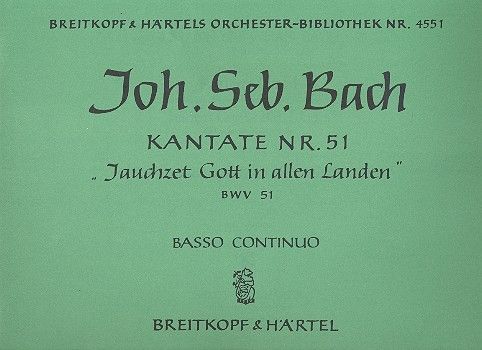 BREITKOPF & HÄRTELS ORCHESTER-BIBLIOTHEK NR. 4551
Joh. Seb. Bach
KANTATE NR. 51
„Jauchzet Gott in allen Landen"
BWV 51
BASSO CONTINUO
BREITKOPF & HÄRTEL